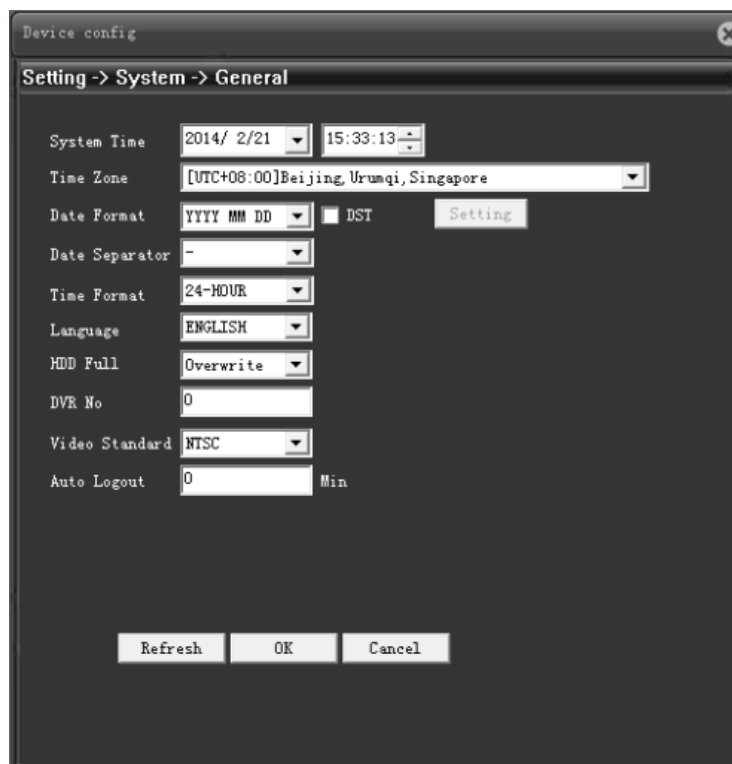 Device config
Setting -> System -> General
System Time 2014/ 2/21 15:33:13
Time Zone [UTC+08:00]Beijing,Urumqi,Singapore
Date Format YYYY MM DD DST Setting
Date Separator -
Time Format 24-HOUR
Language ENGLISH
HDD Full Overwrite
DVR No 0
Video Standard NTSC
Auto Logout 0 Min
Refresh OK Cancel